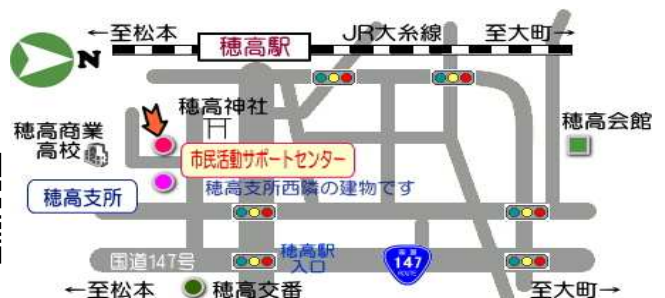 ←至松本
穂高駅
JR大糸線
至大町→
N
穂高神社
穂高商業
高校
穂高会館
市民活動サポートセンター
穂高支所
穂高支所西隣の建物です
国道147号
穂高駅
入口
国道
147
ROUTE
←至松本
穂高交番
至大町→